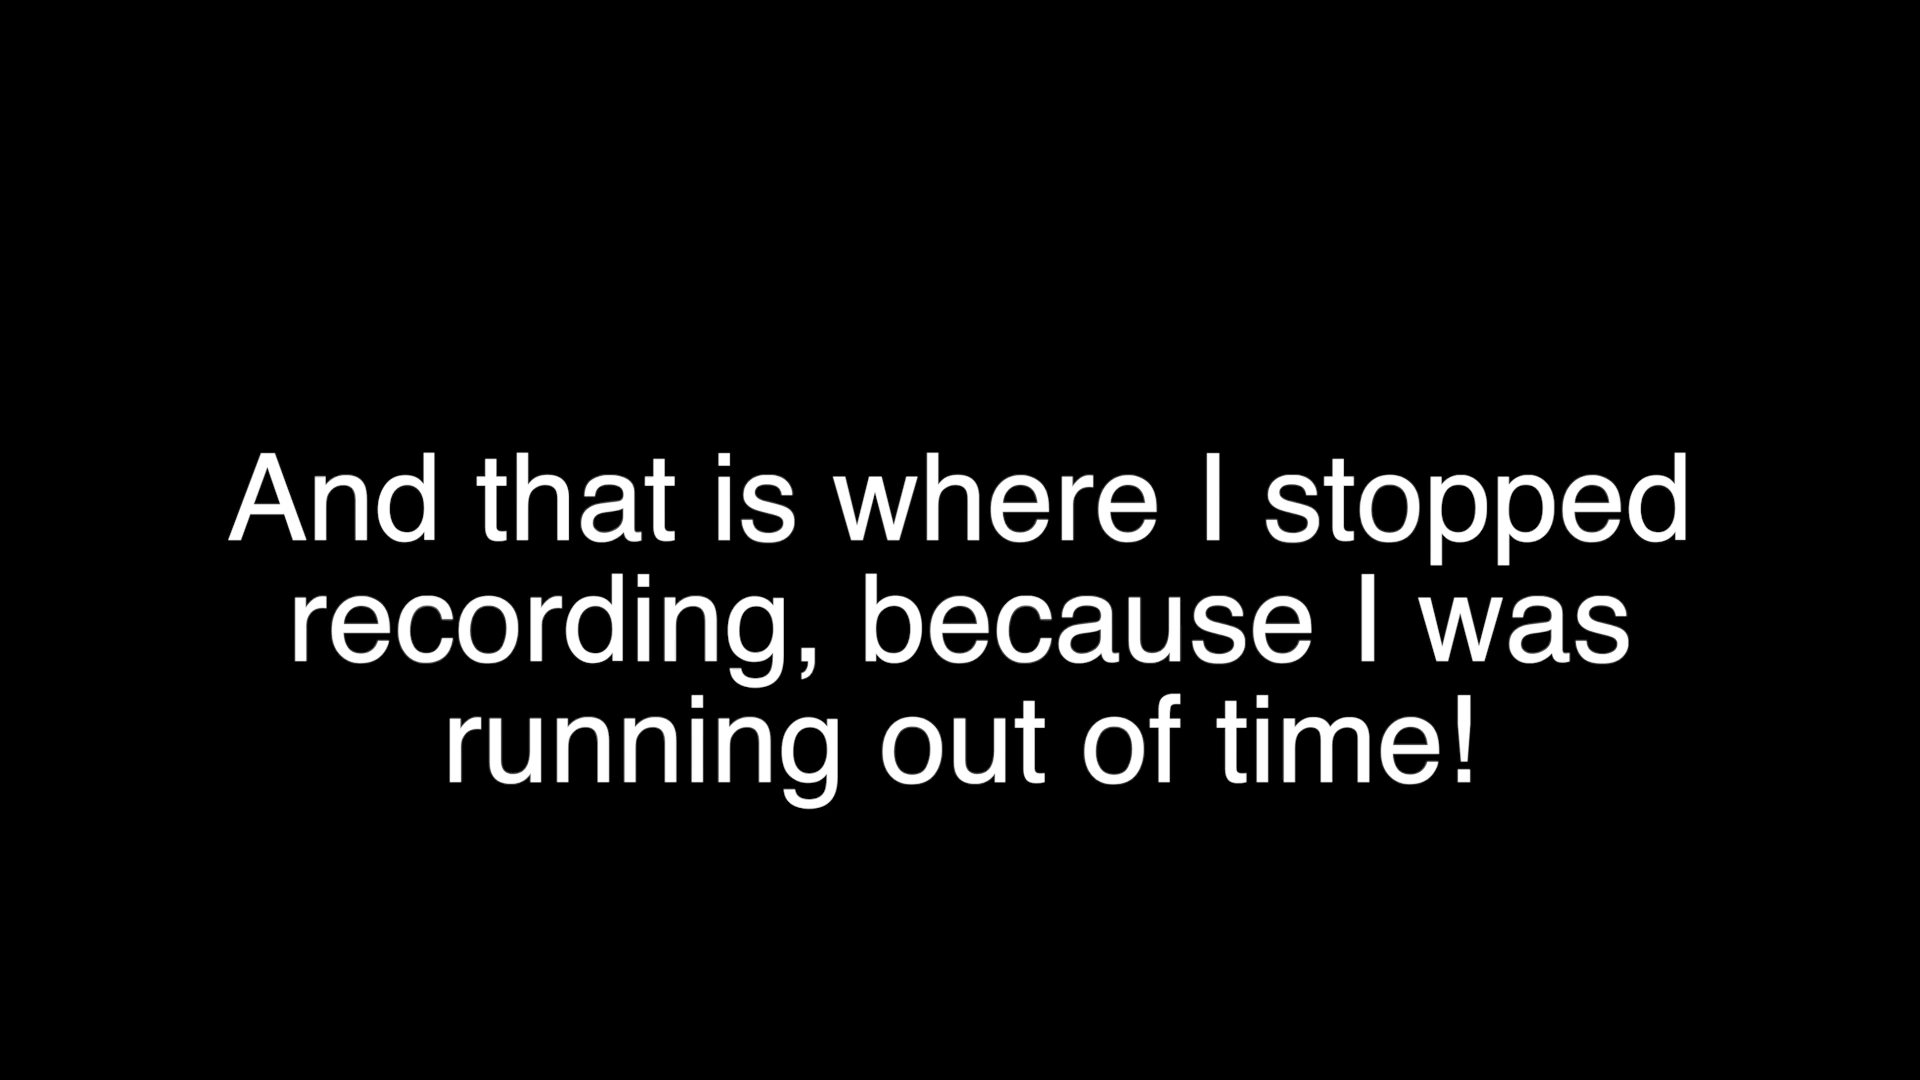 And that is where I stopped
recording, because I was
running out of time!